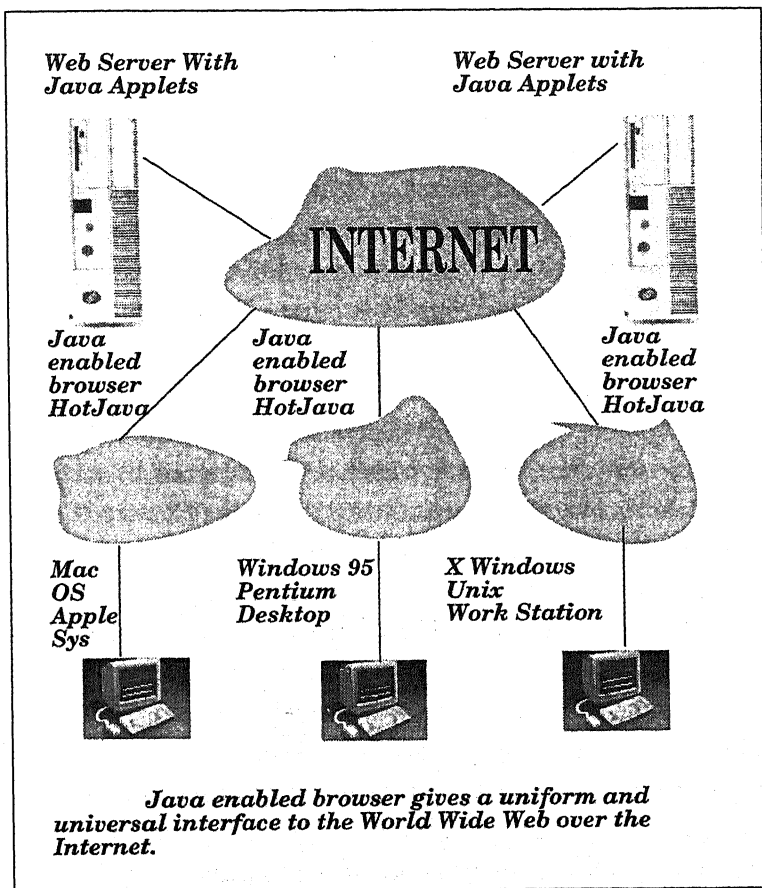 Web Server With
Java Applets
Web Server with
Java Applets
INTERNET
Java
enabled
browser
HotJava
Java
enabled
browser
HotJava
Java
enabled
browser
HotJava
Mac
OS
Apple
Sys
Windows 95
Pentium
Desktop
X Windows
Unix
Work Station
Java enabled browser gives a uniform and
universal interface to the World Wide Web over the
Internet.